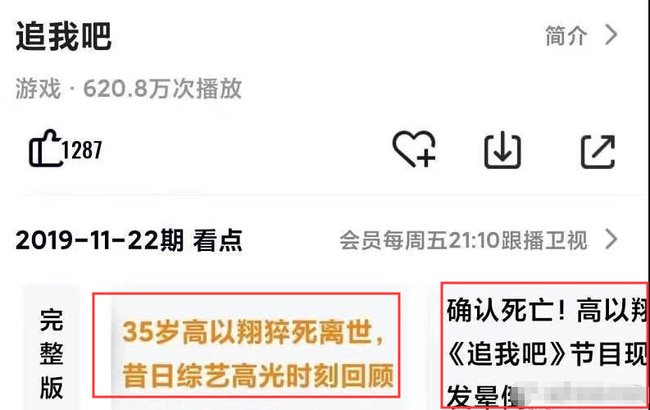 追我吧
简介
游戏 · 620.8万次播放
1287
2019-11-22期 看点
会员每周五21:10跟播卫视
完整版
35岁高以翔猝死离世，
昔日综艺高光时刻回顾
确认死亡！高以翔
《追我吧》节目现
发晕倒